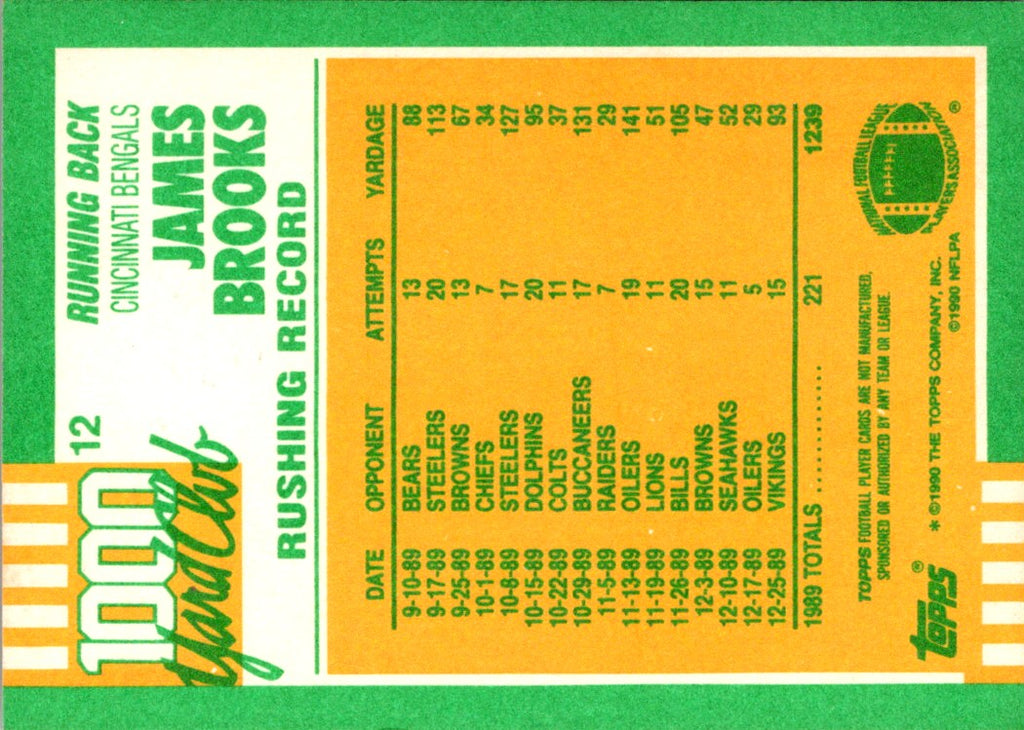 1000
Yard Club
12
RUNNING BACK
CINCINNATI BENGALS
JAMES
BROOKS
RUSHING RECORD
DATE OPPONENT ATTEMPTS YARDAGE
9-10-89 BEARS 13 88
9-17-89 STEELERS 20 113
9-25-89 BROWNS 13 67
10-1-89 CHIEFS 7 34
10-8-89 STEELERS 17 127
10-15-89 DOLPHINS 20 95
10-22-89 COLTS 11 37
10-29-89 BUCCANEERS 17 131
11-5-89 RAIDERS 7 29
11-13-89 OILERS 19 141
11-19-89 LIONS 11 51
11-26-89 BILLS 20 105
12-3-89 BROWNS 15 47
12-10-89 SEAHAWKS 11 52
12-17-89 OILERS 5 29
12-25-89 VIKINGS 15 93
1989 TOTALS ............ 221 1239
TOPPS FOOTBALL PLAYER CARDS ARE NOT MANUFACTURED,
SPONSORED OR AUTHORIZED BY ANY TEAM OR LEAGUE.
topps®
* ©1990 THE TOPPS COMPANY, INC.
©1990 NFLPA
NATIONAL FOOTBALL LEAGUE
PLAYERS ASSOCIATION
®